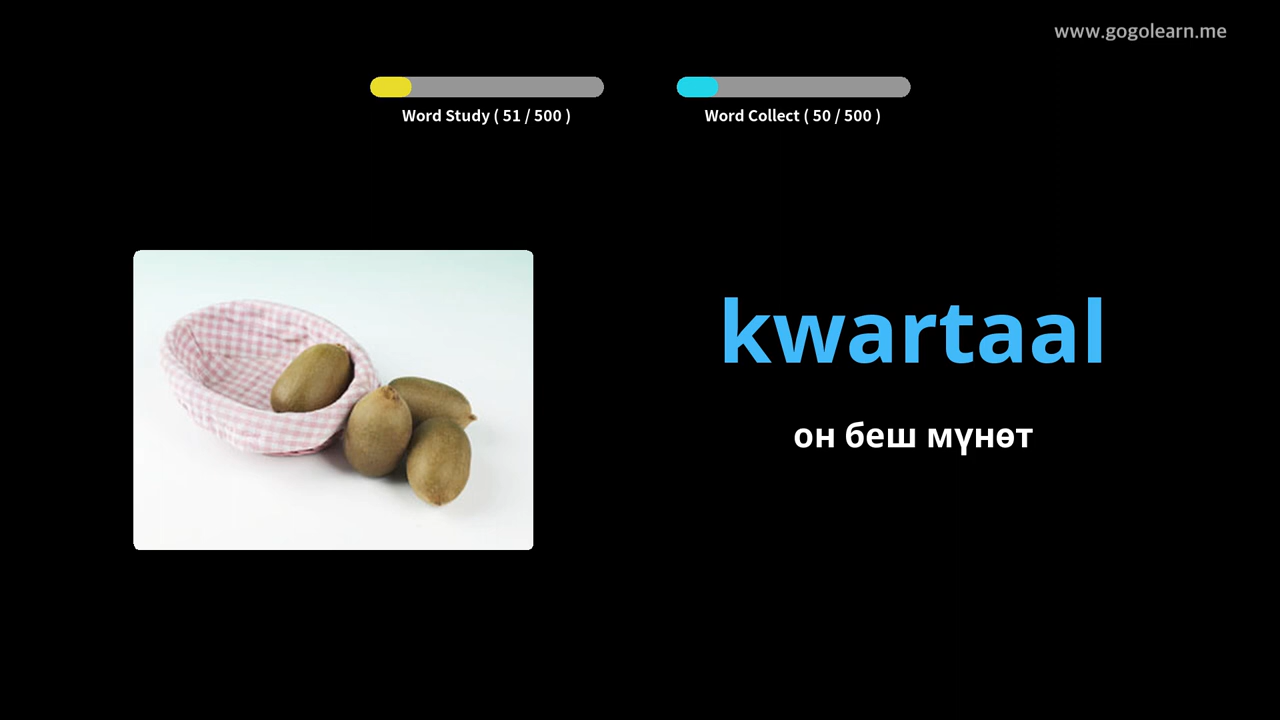 www.gogolearn.me
Word Study ( 51 / 500 )
Word Collect ( 50 / 500 )
kwartaal
он беш мүнөт